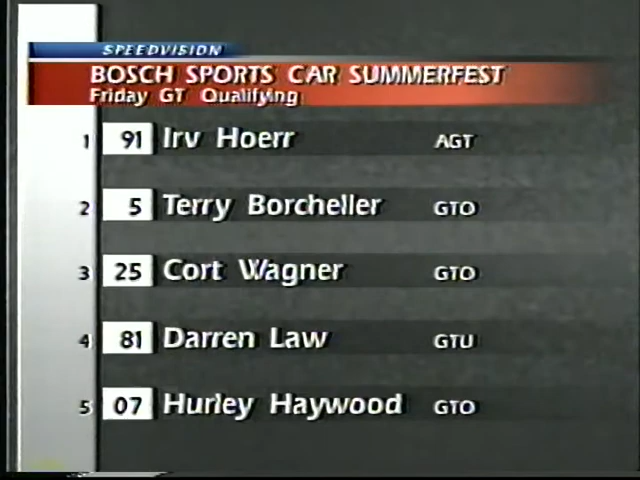 SPEEDVISION
BOSCH SPORTS CAR SUMMERFEST
Friday GT Qualifying
1 91 Irv Hoerr AGT
2 5 Terry Borcheller GTO
3 25 Cort Wagner GTO
4 81 Darren Law GTU
5 07 Hurley Haywood GTO